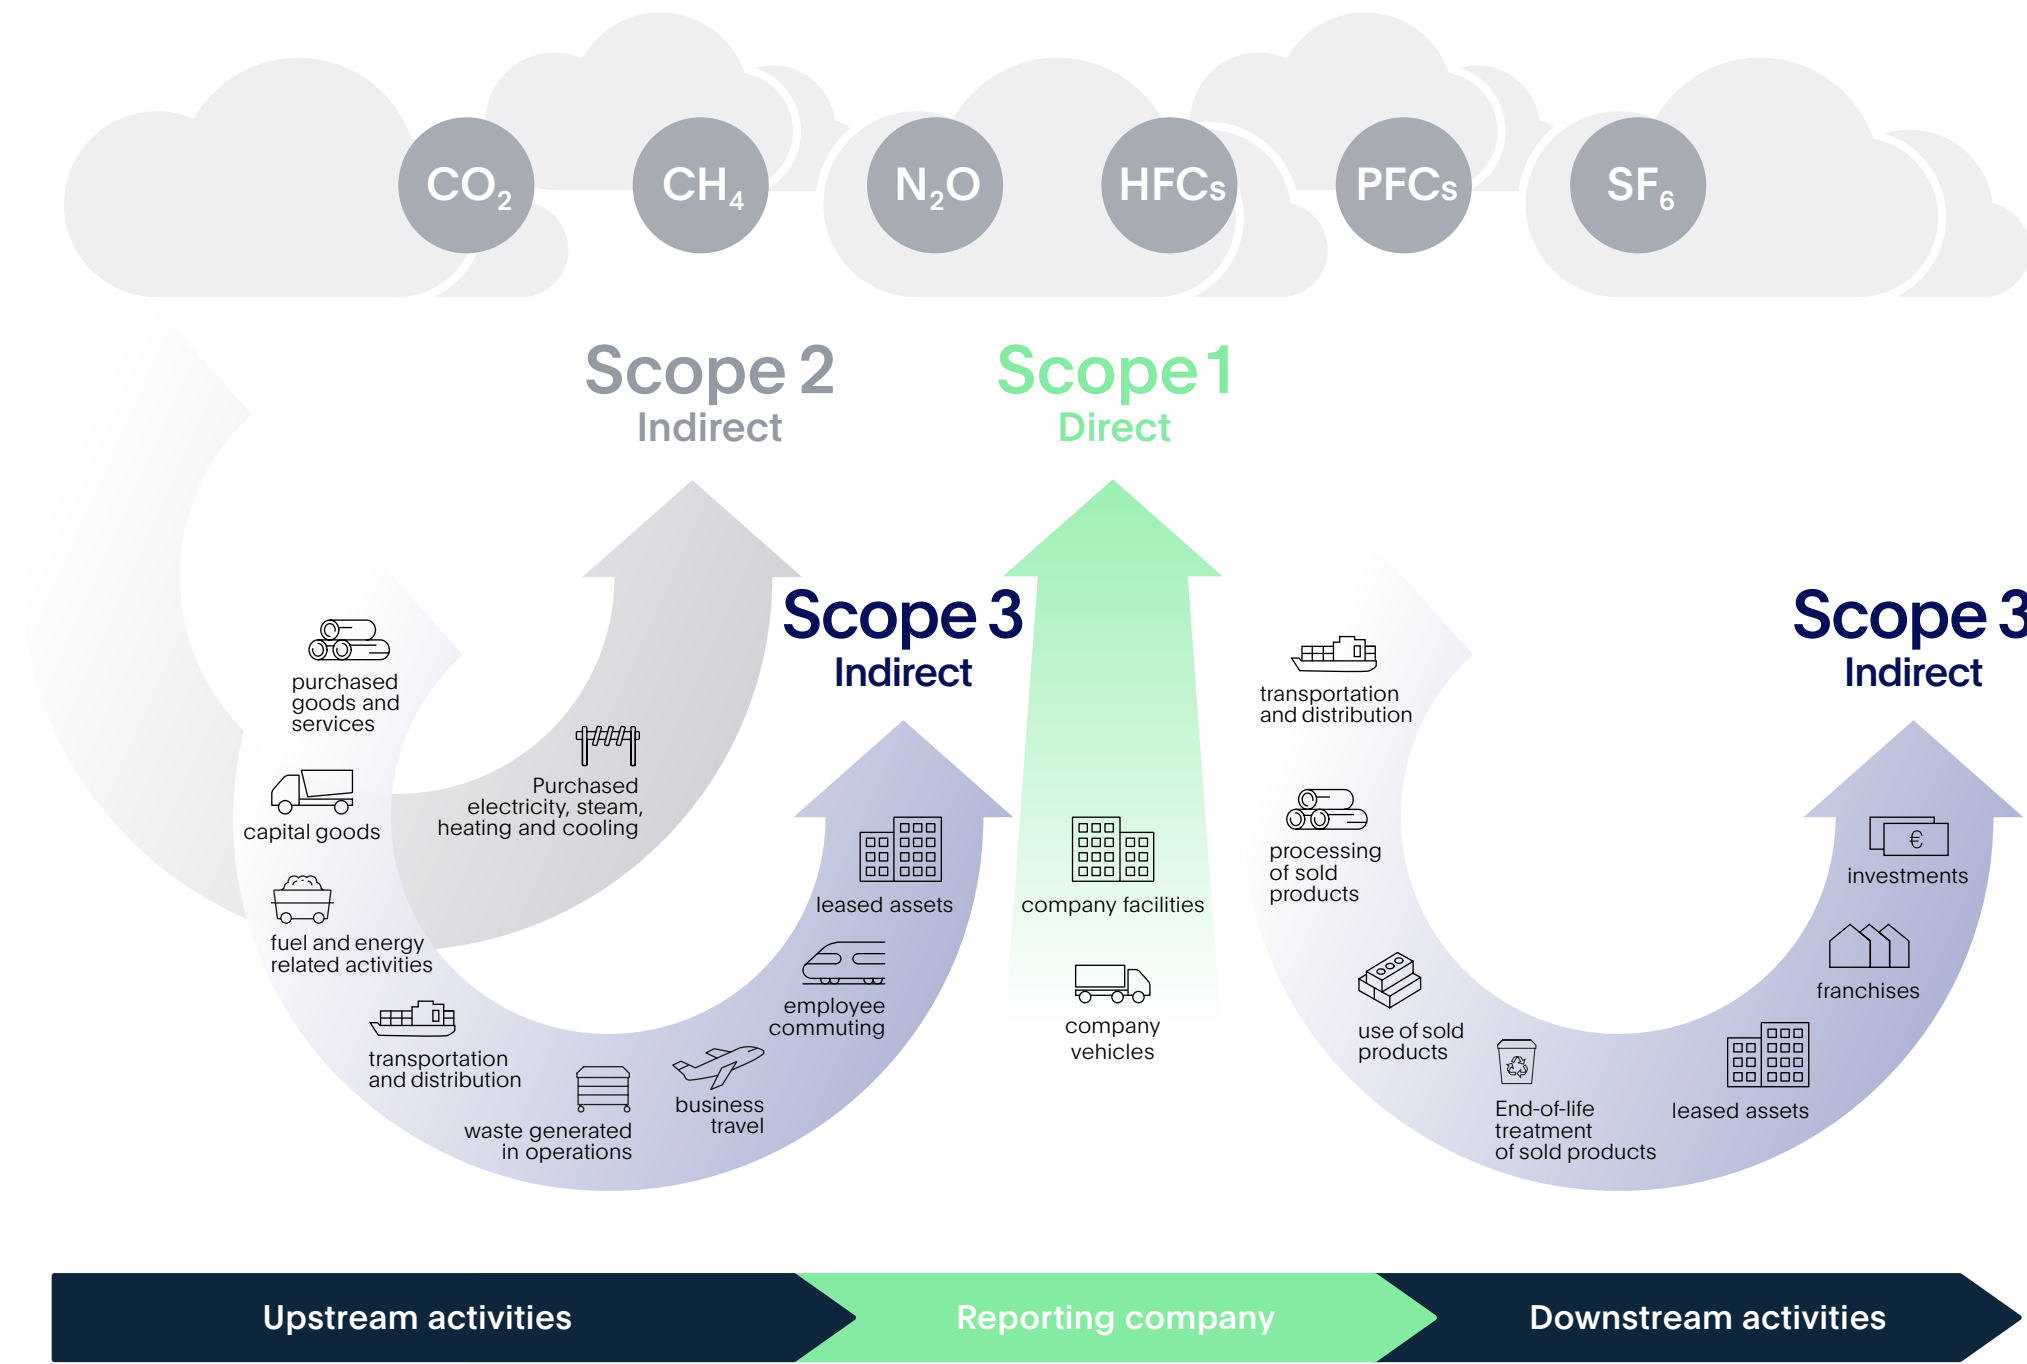 CO₂
CH₄
N₂O
HFCs
PFCs
SF₆
Scope 2
Indirect
Scope 1
Direct
Scope 3
Indirect
Scope 3
Indirect
purchased
goods and
services
capital goods
fuel and energy
related activities
transportation
and distribution
waste generated
in operations
business
travel
employee
commuting
leased assets
Purchased
electricity, steam,
heating and cooling
company facilities
company
vehicles
transportation
and distribution
processing
of sold
products
use of sold
products
End-of-life
treatment
of sold products
leased assets
franchises
€
investments
Upstream activities
Reporting company
Downstream activities